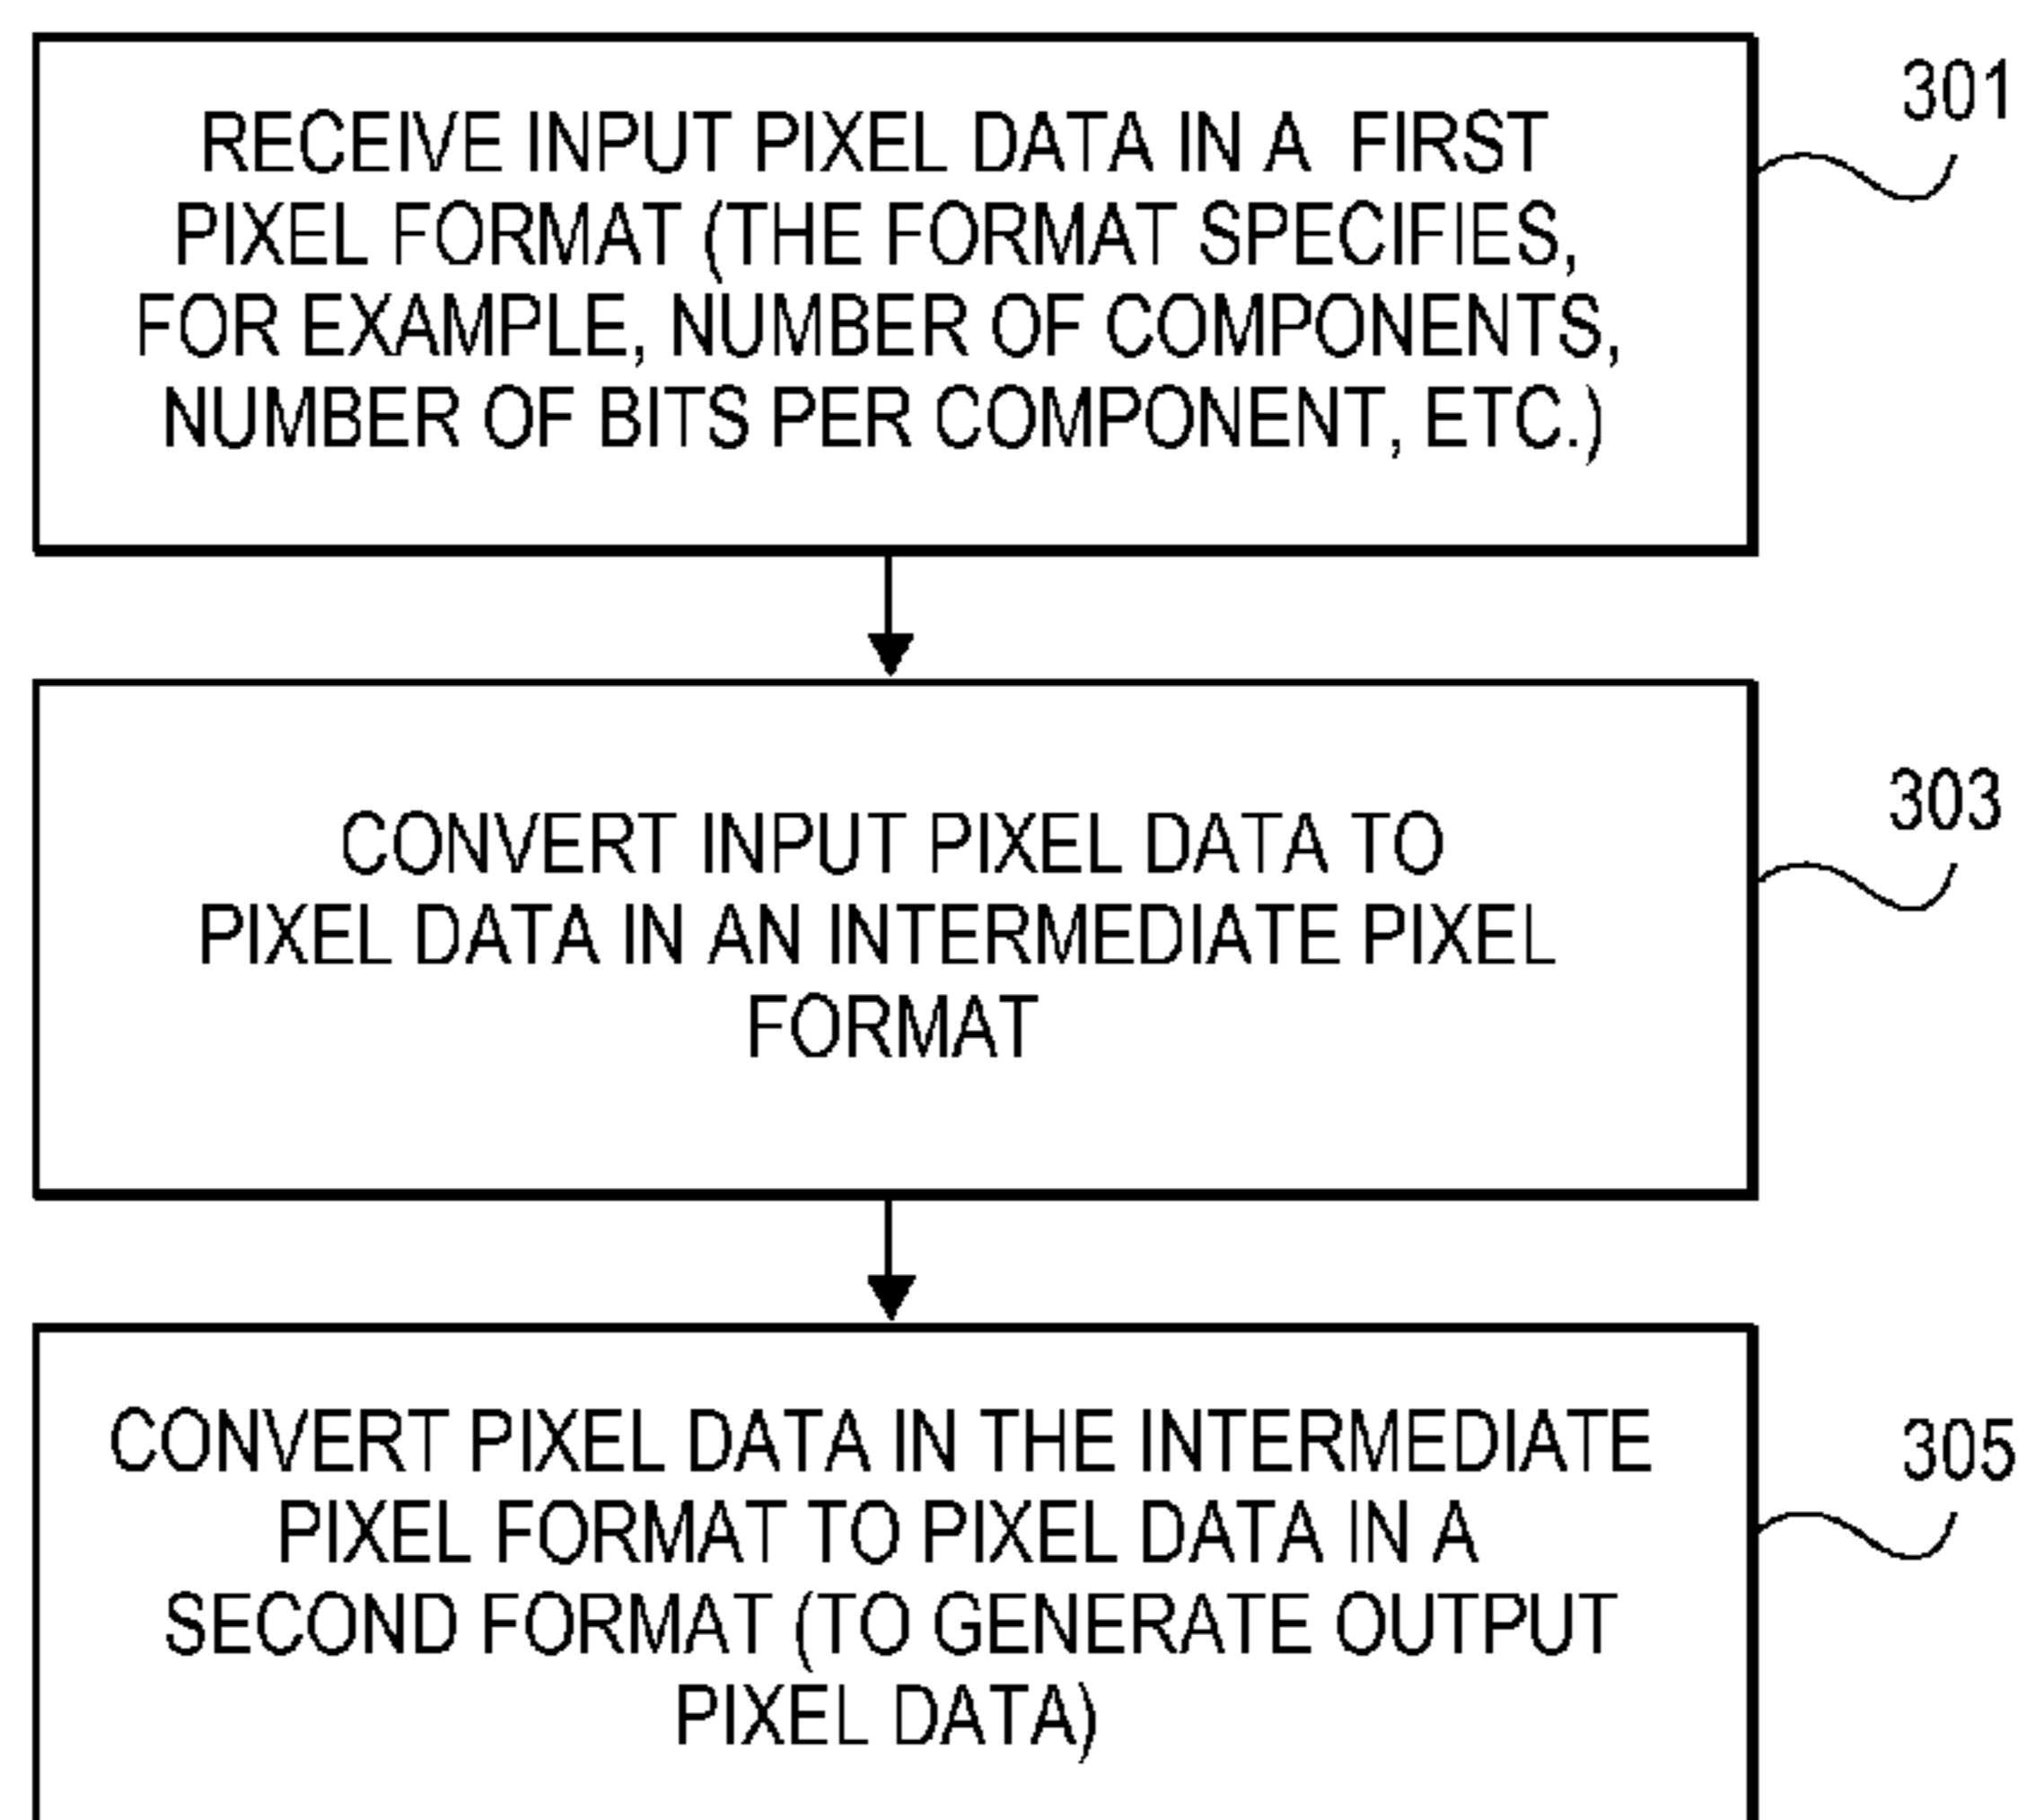 RECEIVE INPUT PIXEL DATA IN A FIRST
PIXEL FORMAT (THE FORMAT SPECIFIES,
FOR EXAMPLE, NUMBER OF COMPONENTS,
NUMBER OF BITS PER COMPONENT, ETC.)
301
CONVERT INPUT PIXEL DATA TO
PIXEL DATA IN AN INTERMEDIATE PIXEL
FORMAT
303
CONVERT PIXEL DATA IN THE INTERMEDIATE
PIXEL FORMAT TO PIXEL DATA IN A
SECOND FORMAT (TO GENERATE OUTPUT
PIXEL DATA)
305